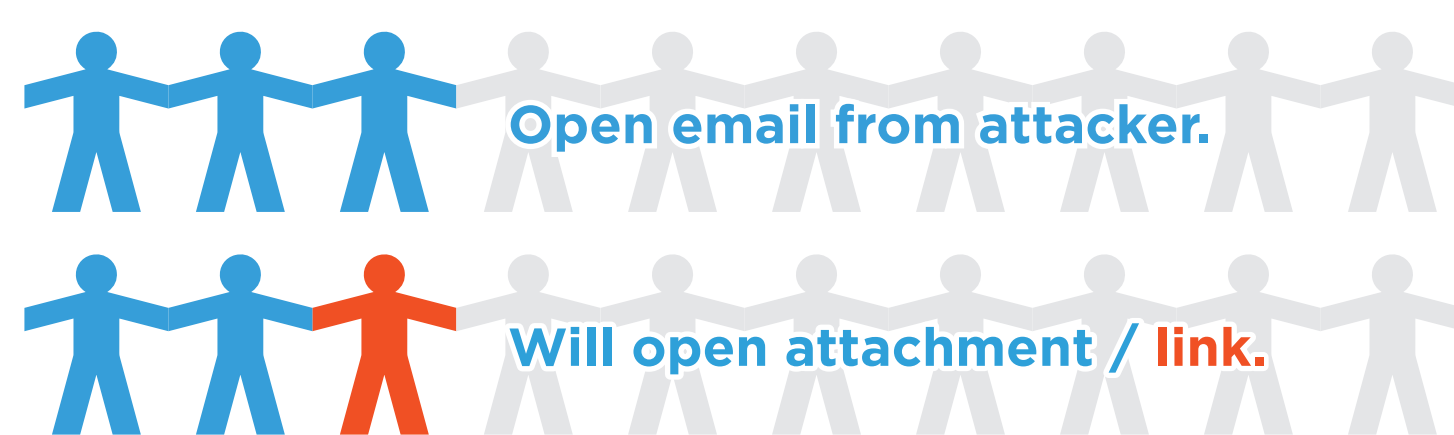 Open email from attacker.
Will open attachment / link.